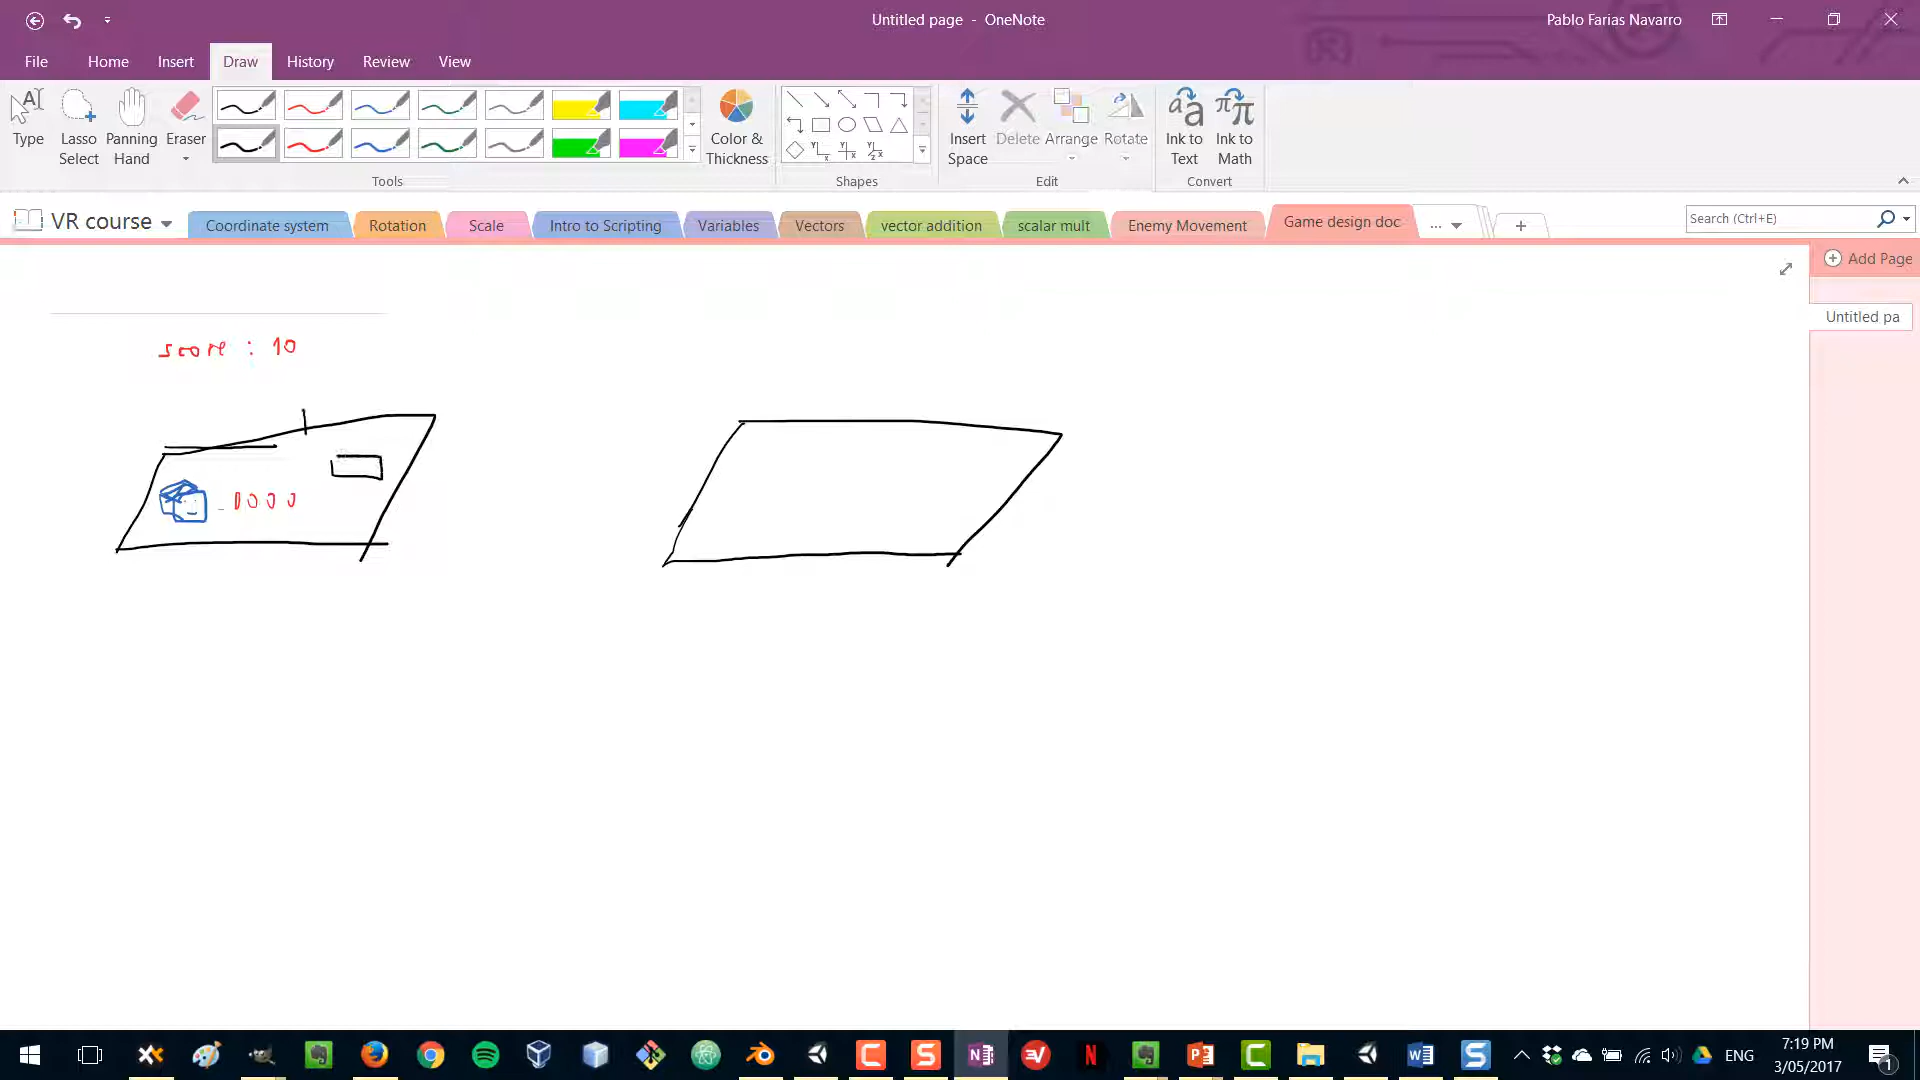 Untitled page - OneNote
Pablo Farias Navarro
File Home Insert Draw History Review View
Type
Lasso Select
Panning Hand
Eraser
Color & Thickness
Insert Space
Delete
Arrange
Rotate
Ink to Text
Ink to Math
Tools
Shapes
Edit
Convert
VR course
Coordinate system
Rotation
Scale
Intro to Scripting
Variables
Vectors
vector addition
scalar mult
Enemy Movement
Game design doc
...
Search (Ctrl+E)
Add Page
Untitled pa
score : 10
ENG
7:19 PM
3/05/2017
1